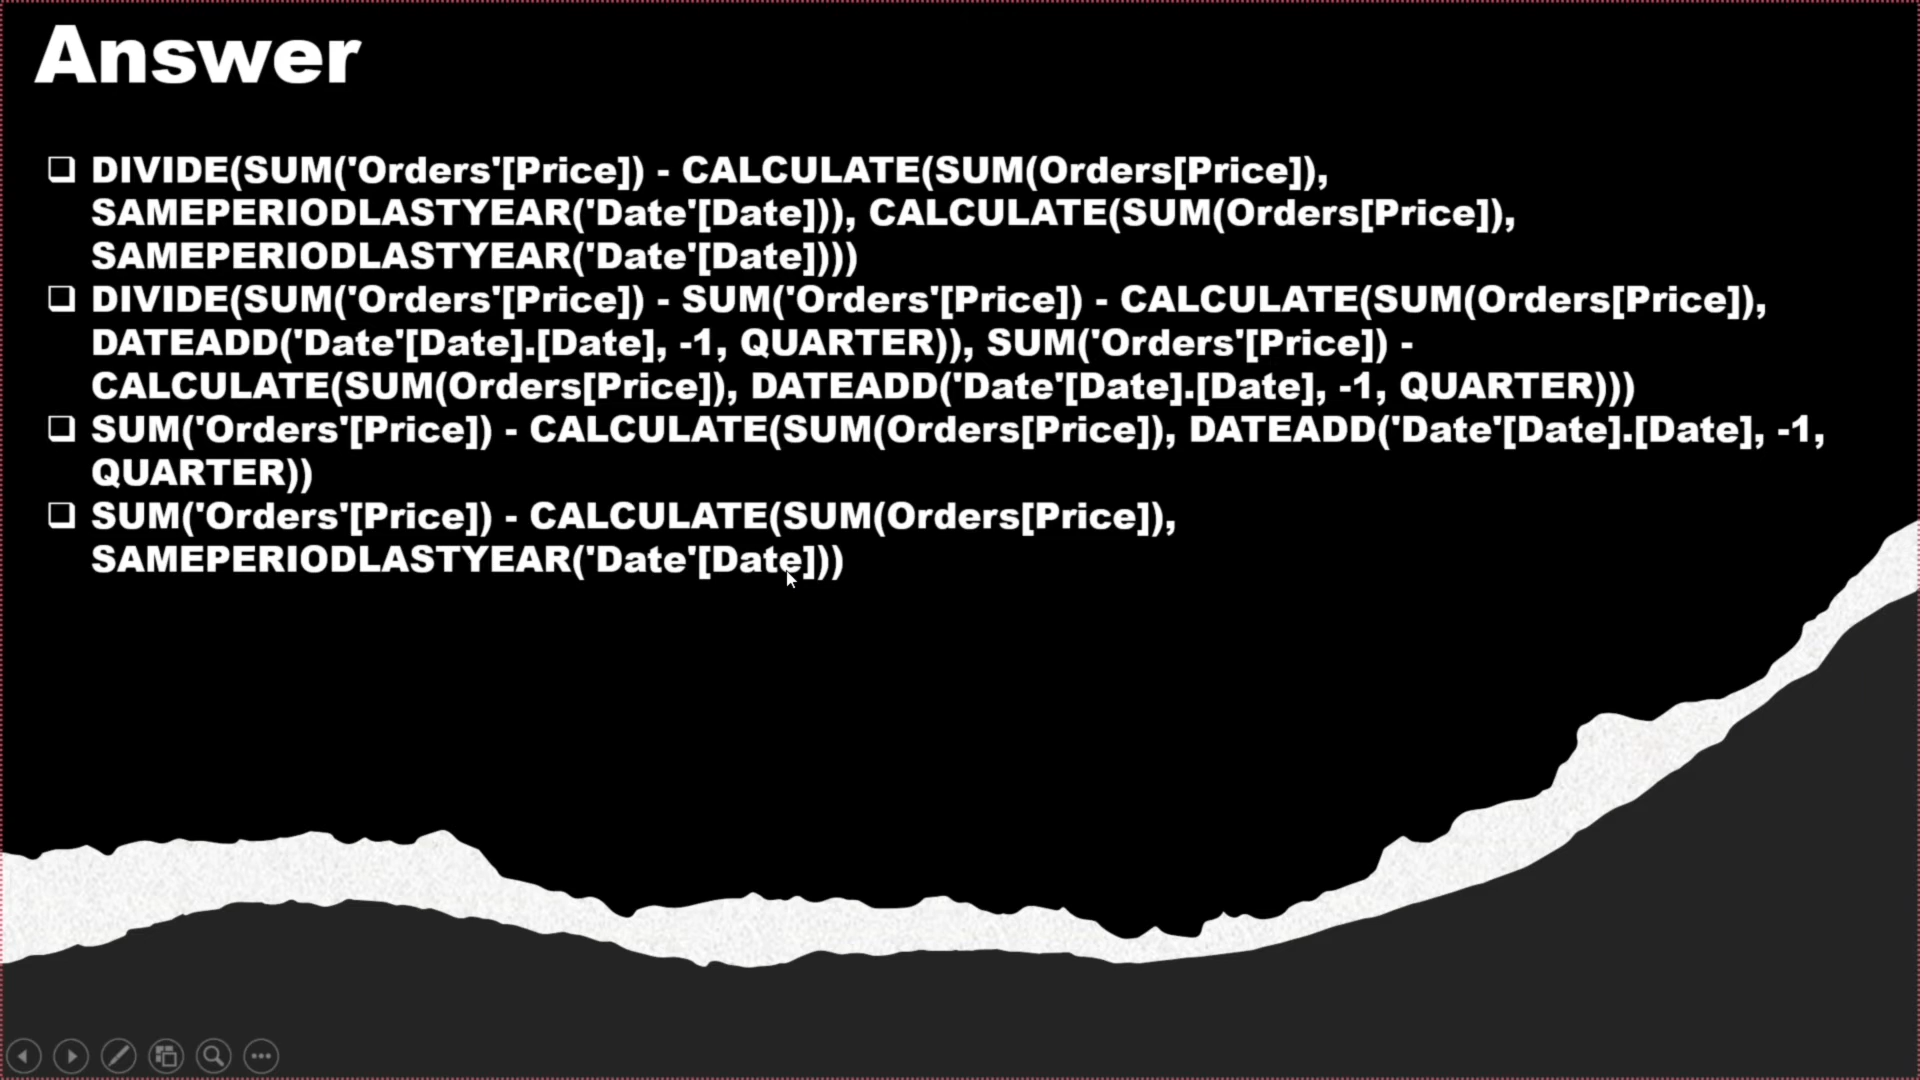 Answer
❑ DIVIDE(SUM('Orders'[Price]) - CALCULATE(SUM(Orders[Price]),
SAMEPERIODLASTYEAR('Date'[Date])), CALCULATE(SUM(Orders[Price]),
SAMEPERIODLASTYEAR('Date'[Date])))
❑ DIVIDE(SUM('Orders'[Price]) - SUM('Orders'[Price]) - CALCULATE(SUM(Orders[Price]),
DATEADD('Date'[Date].[Date], -1, QUARTER)), SUM('Orders'[Price]) -
CALCULATE(SUM(Orders[Price]), DATEADD('Date'[Date].[Date], -1, QUARTER)))
❑ SUM('Orders'[Price]) - CALCULATE(SUM(Orders[Price]), DATEADD('Date'[Date].[Date], -1,
QUARTER))
❑ SUM('Orders'[Price]) - CALCULATE(SUM(Orders[Price]),
SAMEPERIODLASTYEAR('Date'[Date]))